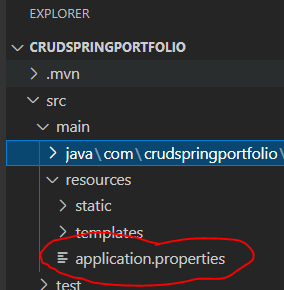 EXPLORER
CRUDSPRINGPORTFOLIO
.mvn
src
main
java\com\crudspringportfolio\
resources
static
templates
application.properties
test